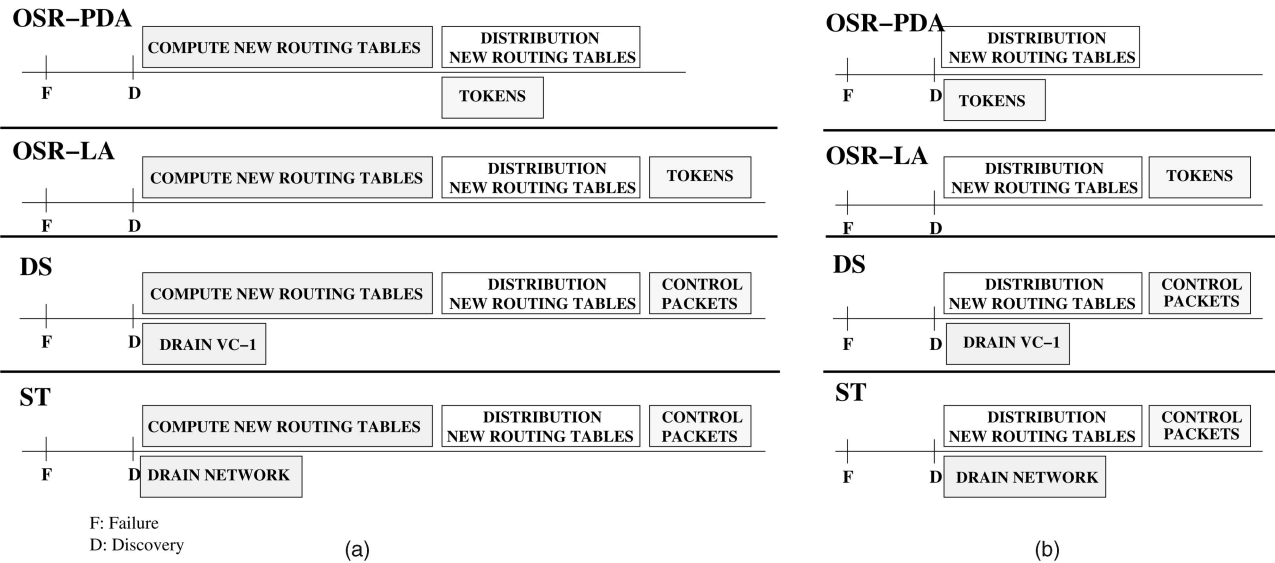 OSR−PDA
COMPUTE NEW ROUTING TABLES
DISTRIBUTION
NEW ROUTING TABLES
F
D
TOKENS
OSR−LA
COMPUTE NEW ROUTING TABLES
DISTRIBUTION
NEW ROUTING TABLES
TOKENS
F
D
DS
COMPUTE NEW ROUTING TABLES
DISTRIBUTION
NEW ROUTING TABLES
CONTROL
PACKETS
F
D
DRAIN VC−1
ST
COMPUTE NEW ROUTING TABLES
DISTRIBUTION
NEW ROUTING TABLES
CONTROL
PACKETS
F
D
DRAIN NETWORK
F: Failure
D: Discovery
(a)
OSR−PDA
DISTRIBUTION
NEW ROUTING TABLES
F
D
TOKENS
OSR−LA
DISTRIBUTION
NEW ROUTING TABLES
TOKENS
F
D
DS
DISTRIBUTION
NEW ROUTING TABLES
CONTROL
PACKETS
F
D
DRAIN VC−1
ST
DISTRIBUTION
NEW ROUTING TABLES
CONTROL
PACKETS
F
D
DRAIN NETWORK
(b)